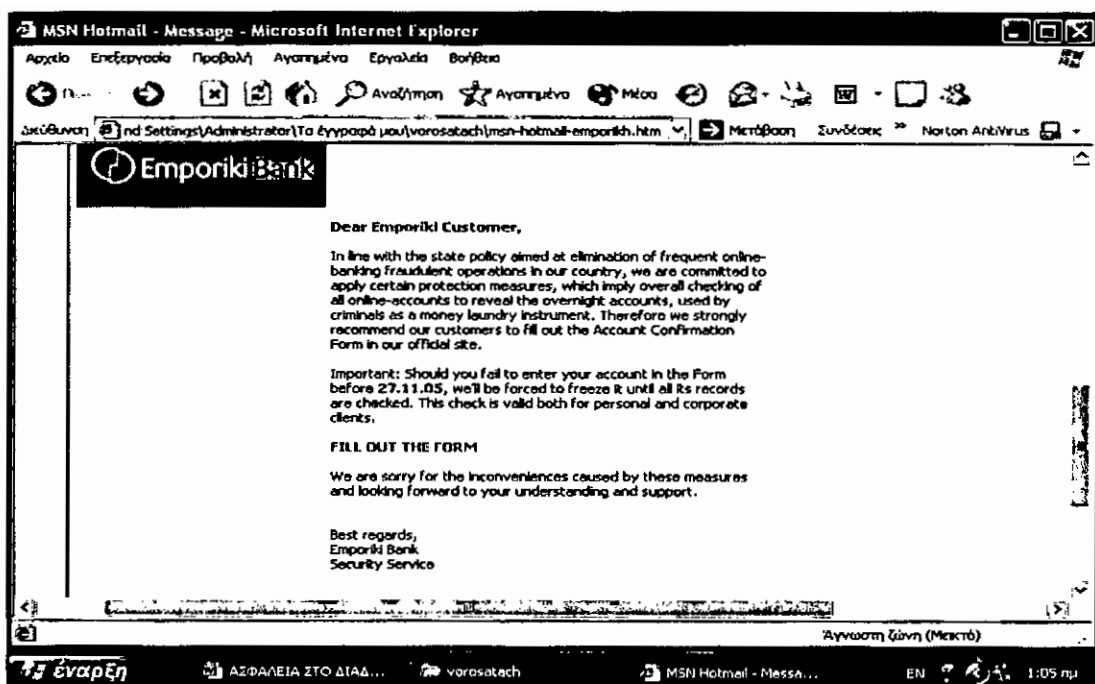 MSN Hotmail - Message - Microsoft Internet Explorer
Αρχείο Επεξεργασία Προβολή Αγαπημένα Εργαλεία Βοήθεια
Αναζήτηση Αγαπημένα Μέσα
Διεύθυνση nd Settings\Administrator\Τα έγγραφά μου\vorosatach\msn-hotmail-emporikh.htm Μετάβαση Συνδέσεις » Norton AntiVirus
Emporiki Bank
Dear Emporiki Customer,
In line with the state policy aimed at elimination of frequent online-
banking fraudulent operations in our country, we are committed to
apply certain protection measures, which imply overall checking of
all online-accounts to reveal the overnight accounts, used by
criminals as a money laundry instrument. Therefore we strongly
recommend our customers to fill out the Account Confirmation
Form in our official site.
Important: Should you fail to enter your account in the Form
before 27.11.05, we'll be forced to freeze it until all its records
are checked. This check is valid both for personal and corporate
clients.
FILL OUT THE FORM
We are sorry for the inconveniences caused by these measures
and looking forward to your understanding and support.
Best regards,
Emporiki Bank
Security Service
Άγνωστη ζώνη (Μεικτό)
έναρξη ΑΣΦΑΛΕΙΑ ΣΤΟ ΔΙΑΔ... vorosatach MSN Hotmail - Messa... EN 1:05 πμ